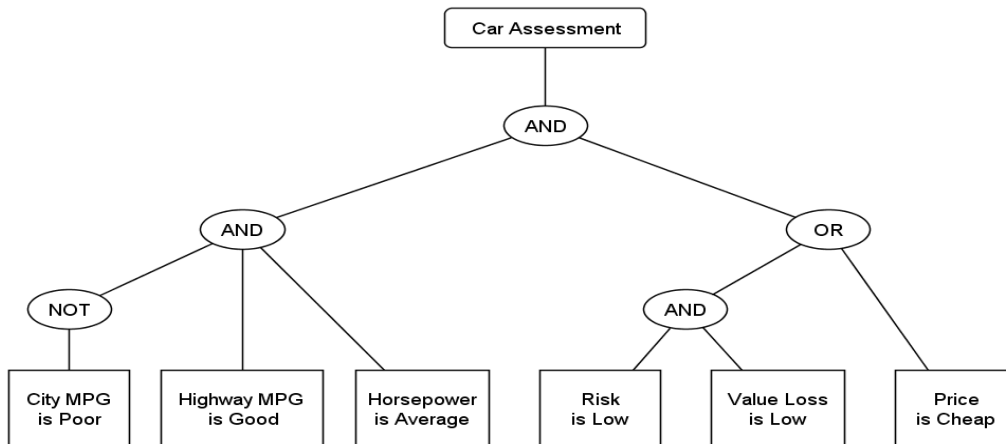 Car Assessment
AND
AND
OR
NOT
AND
City MPG
is Poor
Highway MPG
is Good
Horsepower
is Average
Risk
is Low
Value Loss
is Low
Price
is Cheap